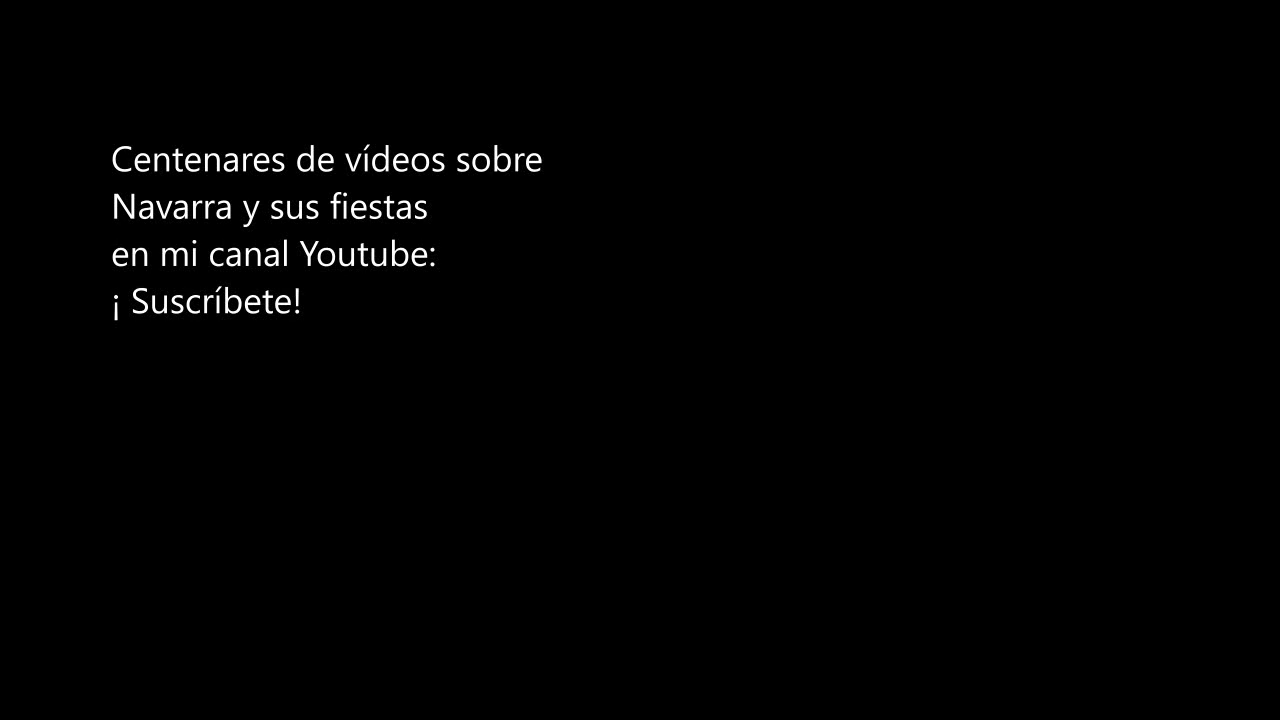 Centenares de vídeos sobre
Navarra y sus fiestas
en mi canal Youtube:
¡ Suscríbete!